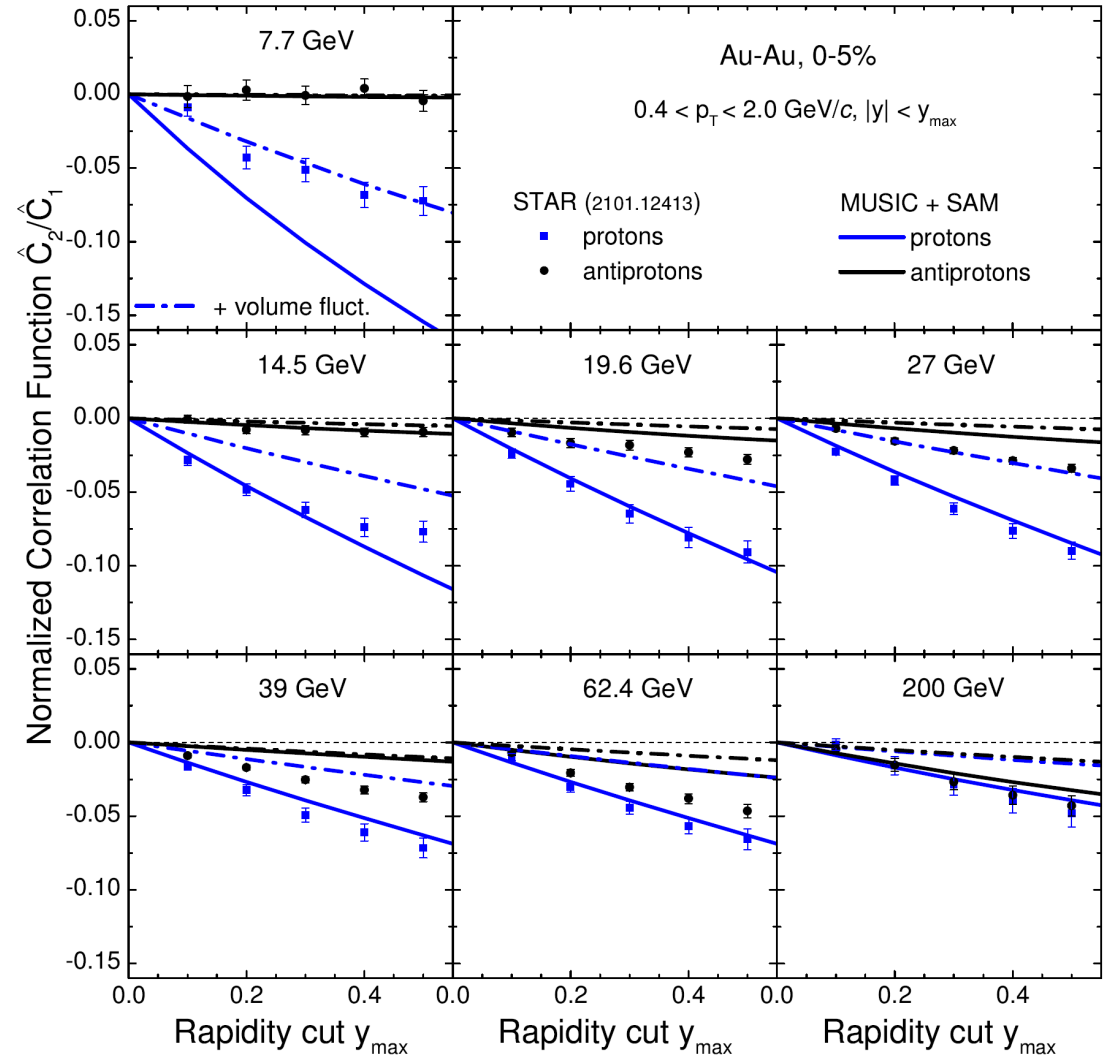 Normalized Correlation Function Ĉ2/Ĉ1
0.05
0.00
-0.05
-0.10
-0.15
7.7 GeV
+ volume fluct.
Au-Au, 0-5%
0.4 < pT < 2.0 GeV/c, |y| < ymax
STAR (2101.12413)
protons
antiprotons
MUSIC + SAM
protons
antiprotons
0.05
0.00
-0.05
-0.10
-0.15
14.5 GeV
19.6 GeV
27 GeV
0.05
0.00
-0.05
-0.10
-0.15
39 GeV
62.4 GeV
200 GeV
0.0 0.2 0.4 0.0 0.2 0.4 0.0 0.2 0.4
Rapidity cut ymax Rapidity cut ymax Rapidity cut ymax